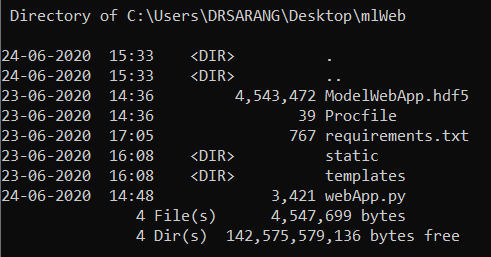 Directory of C:\Users\DRSARANG\Desktop\mlWeb
24-06-2020  15:33    <DIR>          .
24-06-2020  15:33    <DIR>          ..
23-06-2020  14:36         4,543,472 ModelWebApp.hdf5
23-06-2020  14:36                39 Procfile
23-06-2020  17:05               767 requirements.txt
23-06-2020  16:08    <DIR>          static
23-06-2020  16:08    <DIR>          templates
24-06-2020  14:48             3,421 webApp.py
               4 File(s)      4,547,699 bytes
               4 Dir(s)  142,575,579,136 bytes free